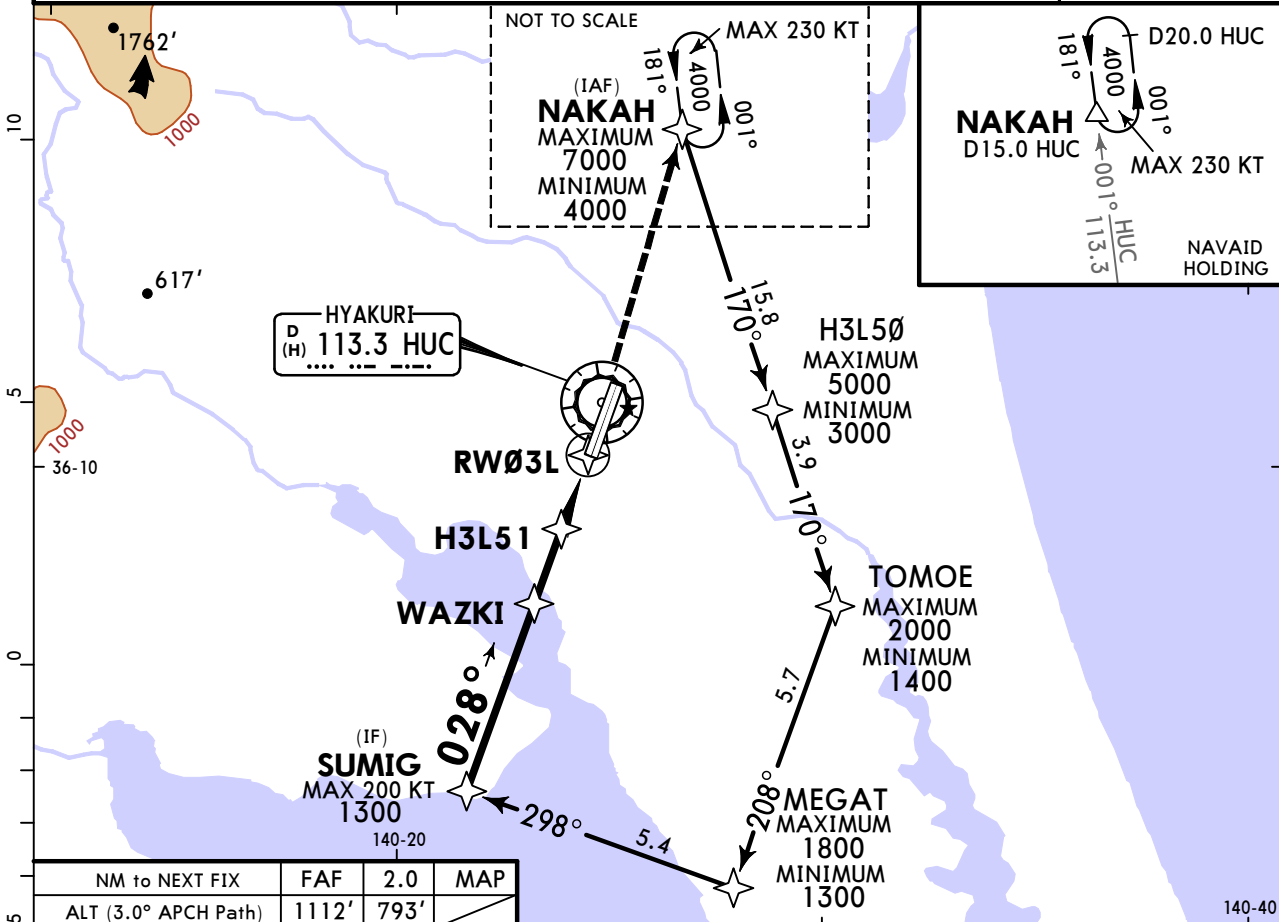 1762'
1000
617'
1000
10
5
0
5
36-10
NOT TO SCALE
MAX 230 KT
181°
4000
001°
(IAF)
NAKAH
MAXIMUM
7000
MINIMUM
4000
D20.0 HUC
181°
4000
001°
NAKAH
D15.0 HUC
MAX 230 KT
001° HUC
113.3
NAVAID
HOLDING
HYAKURI
D
(H) 113.3 HUC
15.8
170°
H3L5Ø
MAXIMUM
5000
MINIMUM
3000
3.9
170°
RWØ3L
H3L51
WAZKI
TOMOE
MAXIMUM
2000
MINIMUM
1400
5.7
208°
028°
(IF)
SUMIG
MAX 200 KT
1300
298°
5.4
MEGAT
MAXIMUM
1800
MINIMUM
1300
140-20
140-40
NM to NEXT FIX FAF 2.0 MAP
ALT (3.0° APCH Path) 1112' 793'